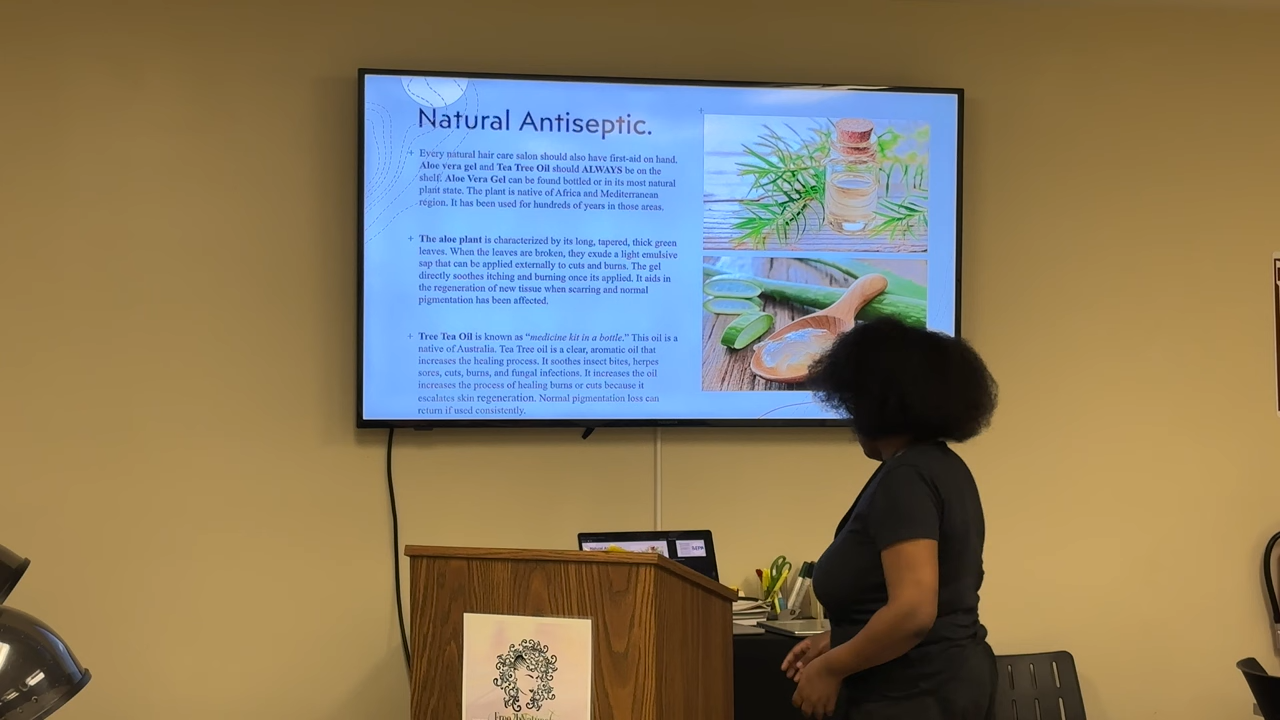 Natural Antiseptic.
+ Every natural hair care salon should also have first-aid on hand.
Aloe vera gel and Tea Tree Oil should ALWAYS be on the
shelf. Aloe Vera Gel can be found bottled or in its most natural
plant state. The plant is native of Africa and Mediterranean
region. It has been used for hundreds of years in those areas.
+ The aloe plant is characterized by its long, tapered, thick green
leaves. When the leaves are broken, they exude a light emulsive
sap that can be applied externally to cuts and burns. The gel
directly soothes itching and burning once its applied. It aids in
the regeneration of new tissue when scarring and normal
pigmentation has been affected.
+ Tree Tea Oil is known as “medicine kit in a bottle.” This oil is a
native of Australia. Tea Tree oil is a clear, aromatic oil that
increases the healing process. It soothes insect bites, herpes
sores, cuts, burns, and fungal infections. It increases the oil
increases the process of healing burns or cuts because it
escalates skin regeneration. Normal pigmentation loss can
return if used consistently.